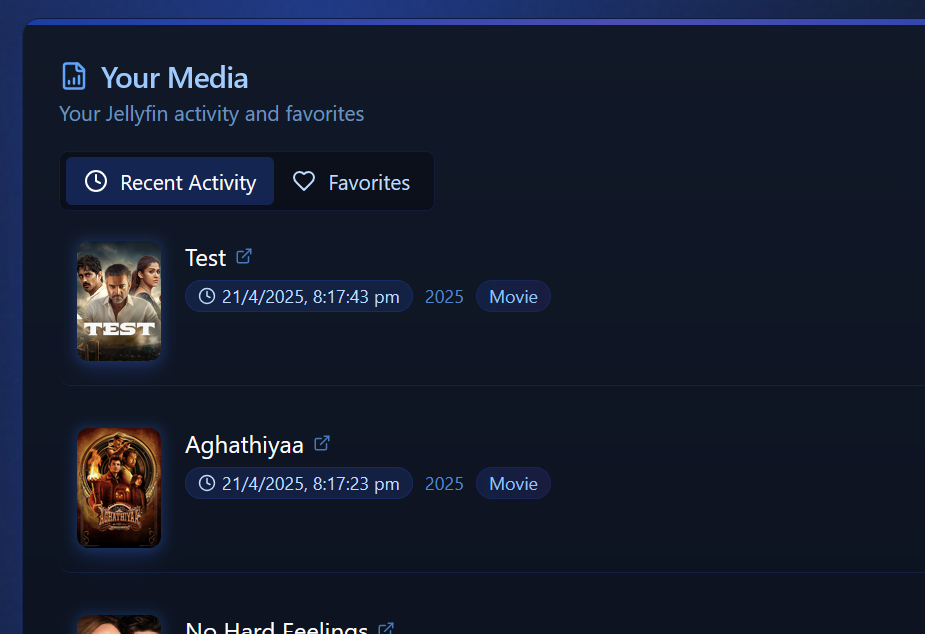 Your Media
Your Jellyfin activity and favorites
Recent Activity Favorites
Test
21/4/2025, 8:17:43 pm 2025 Movie
TEST
Aghathiyaa
21/4/2025, 8:17:23 pm 2025 Movie
AGHATHIYAA
No Hard Feelings